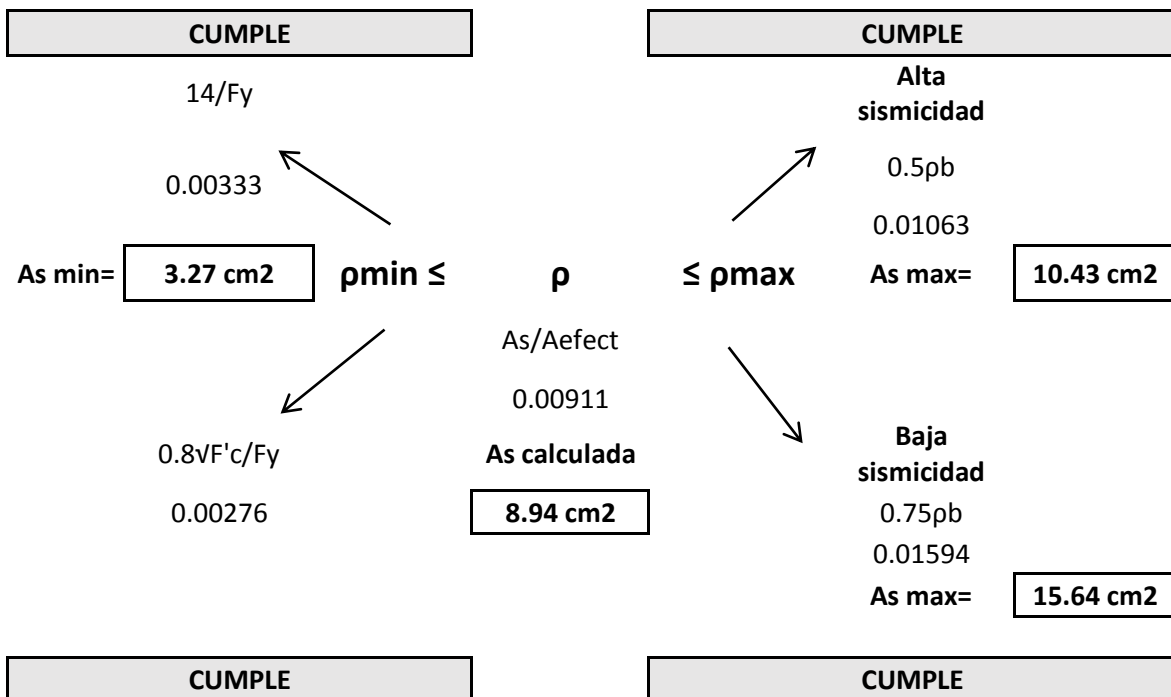 CUMPLE
CUMPLE
14/Fy
Alta
sismicidad
0.00333
0.5ρb
0.01063
As min= 3.27 cm2 ρmin ≤ ρ ≤ ρmax As max= 10.43 cm2
As/Aefect
0.00911
0.8√F'c/Fy
As calculada
Baja
sismicidad
0.00276
8.94 cm2
0.75ρb
0.01594
As max= 15.64 cm2
CUMPLE
CUMPLE